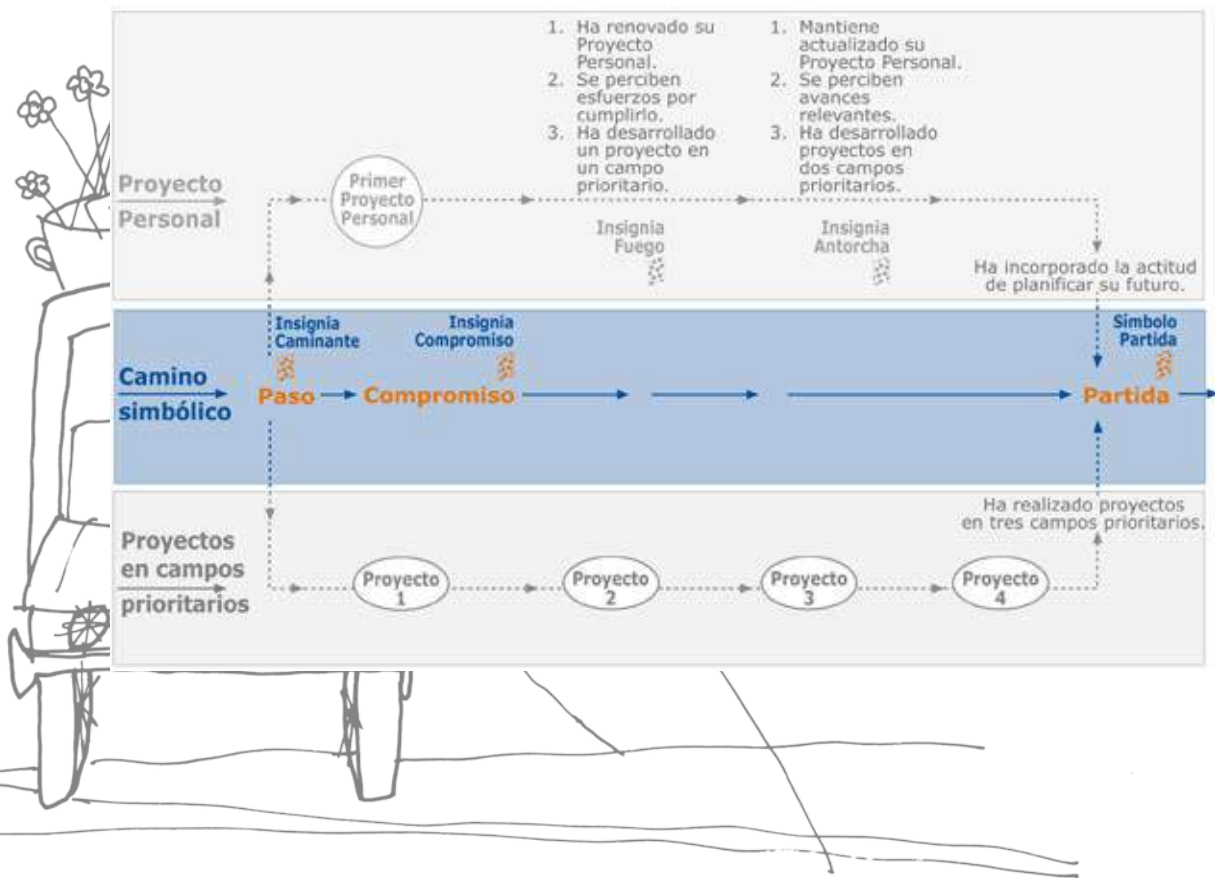 1. Ha renovado su
Proyecto
Personal.
2. Se perciben
esfuerzos por
cumplirlo.
3. Ha desarrollado
un proyecto en
un campo
prioritario.
1. Mantiene
actualizado su
Proyecto Personal.
2. Se perciben
avances
relevantes.
3. Ha desarrollado
proyectos en
dos campos
prioritarios.
Proyecto
Personal
Primer
Proyecto
Personal
Insignia
Fuego
Insignia
Antorcha
Ha incorporado la actitud
de planificar su futuro.
Camino
simbólico
Insignia
Caminante
Paso
Insignia
Compromiso
Compromiso
Símbolo
Partida
Partida
Proyectos
en campos
prioritarios
Proyecto
1
Proyecto
2
Proyecto
3
Proyecto
4
Ha realizado proyectos
en tres campos prioritarios.